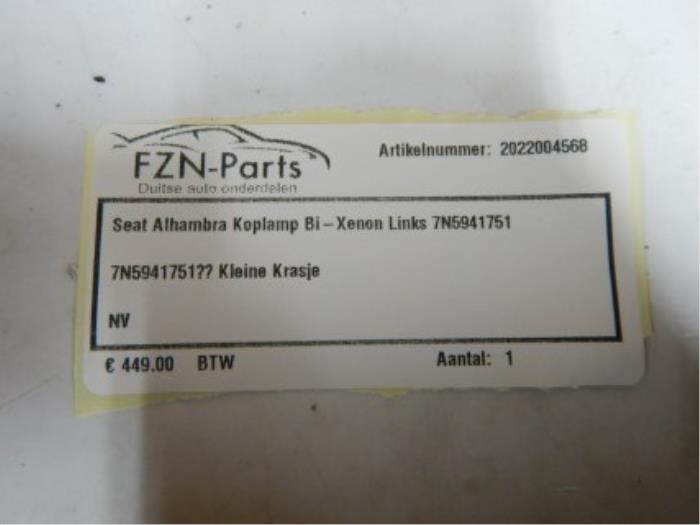 FZN-Parts
Duitse auto onderdelen
Artikelnummer: 2022004568
Seat Alhambra Koplamp Bi-Xenon Links 7N5941751
7N5941751?? Kleine Krasje
NV
€ 449.00 BTW Aantal: 1